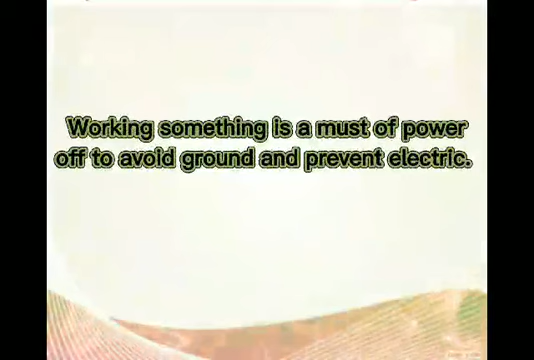 Working something is a must of power
off to avoid ground and prevent electric.